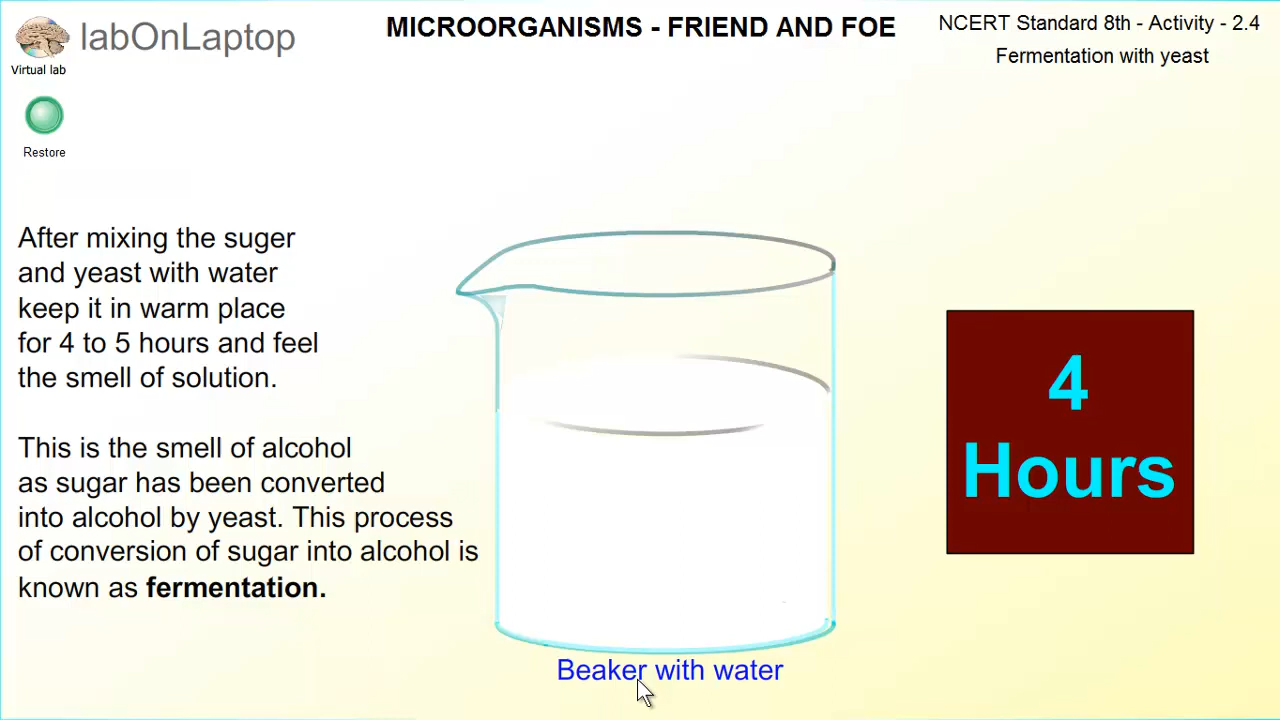 labOnLaptop
Virtual lab
MICROORGANISMS - FRIEND AND FOE
NCERT Standard 8th - Activity - 2.4
Fermentation with yeast
Restore
After mixing the suger
and yeast with water
keep it in warm place
for 4 to 5 hours and feel
the smell of solution.
This is the smell of alcohol
as sugar has been converted
into alcohol by yeast. This process
of conversion of sugar into alcohol is
known as fermentation.
4
Hours
Beaker with water